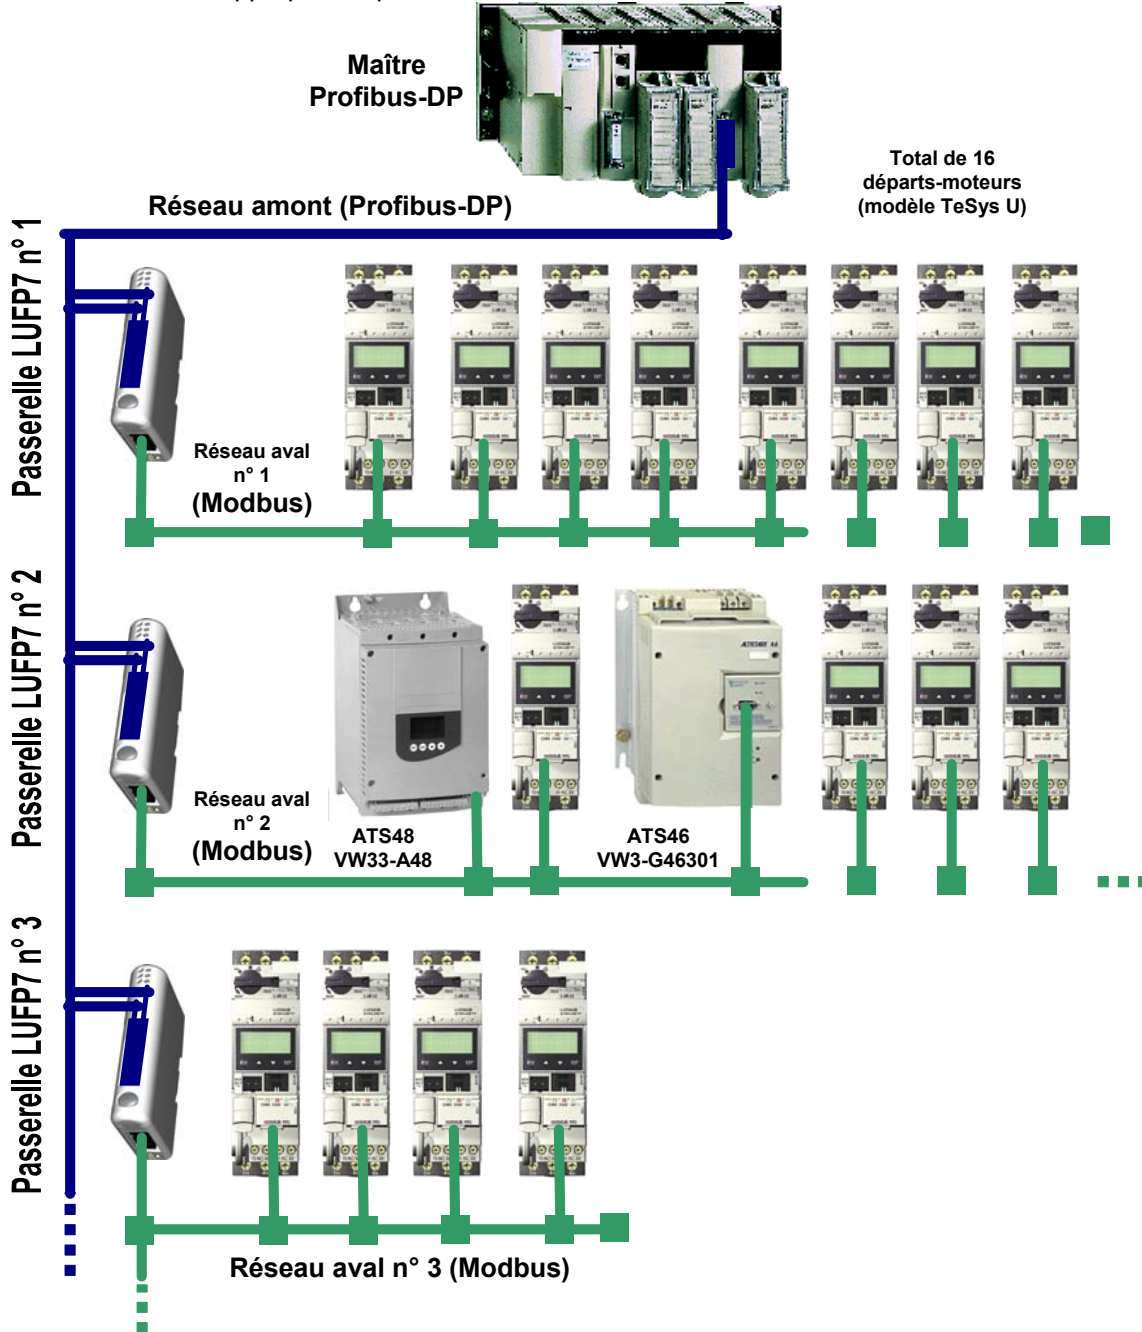 Maître
Profibus-DP
Total de 16
départs-moteurs
(modèle TeSys U)
Réseau amont (Profibus-DP)
Passerelle LUFP7 n° 1
Réseau aval
n° 1
(Modbus)
Passerelle LUFP7 n° 2
Réseau aval
n° 2
(Modbus)
ATS48
VW33-A48
ATS46
VW3-G46301
Passerelle LUFP7 n° 3
Réseau aval n° 3 (Modbus)